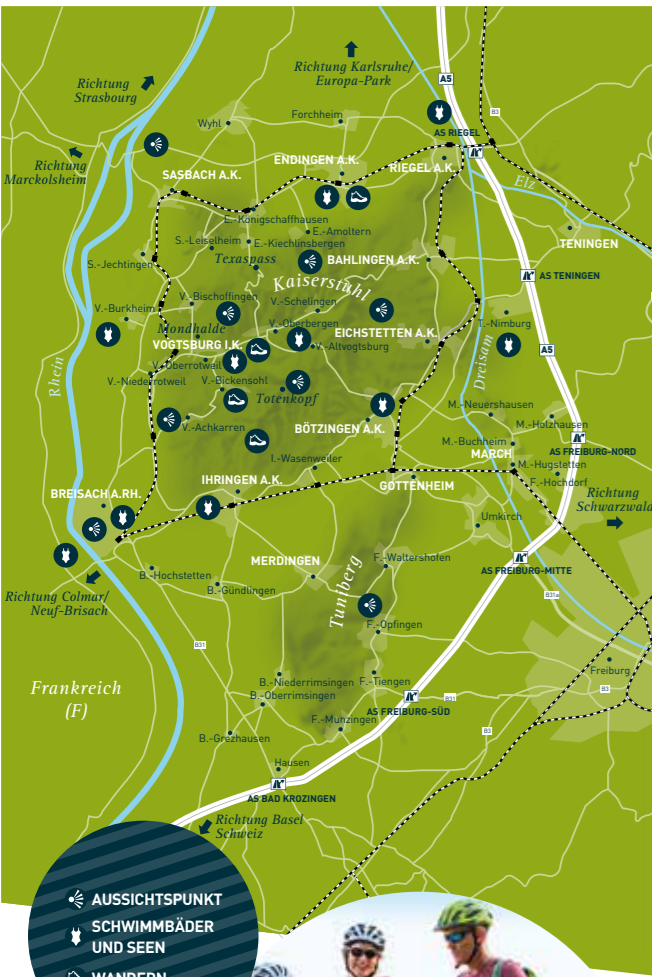 Richtung
Strasbourg
Richtung Karlsruhe/
Europa-Park
A5
B3
Wyhl
Forchheim
AS RIEGEL
Richtung
Marckolsheim
SASBACH A.K.
ENDINGEN A.K.
RIEGEL A.K.
Elz
E.-Königschaffhausen
E.-Amoltern
S.-Leiselheim
E.-Kiechlinsbergen
TENINGEN
S.-Jechtingen
Texaspass
BAHLINGEN A.K.
AS TENINGEN
Kaiserstuhl
V.-Bischoffingen
V.-Schelingen
V.-Burkheim
T.-Nimburg
Mondhalde
V.-Oberbergen
EICHSTETTEN A.K.
VOGTSBURG I.K.
V.-Altvogtsburg
A5
Rhein
V.-Oberrotweil
Dreisam
V.-Niederrotweil
V.-Bickensohl
Totenkopf
V.-Achkarren
BÖTZINGEN A.K.
M.-Neuershausen
M.-Holzhausen
M.-Buchheim
MARCH
AS FREIBURG-NORD
I.-Wasenweiler
M.-Hugstetten
IHRINGEN A.K.
GOTTENHEIM
F.-Hochdorf
BREISACH A.RH.
Richtung
Schwarzwald
Umkirch
MERDINGEN
F.-Waltershofen
AS FREIBURG-MITTE
B.-Hochstetten
B.-Gündlingen
Richtung Colmar/
Neuf-Brisach
B31a
Tuniberg
F.-Opfingen
B31
Freiburg
Frankreich
(F)
B.-Niederrimsingen
F.-Tiengen
B.-Oberrimsingen
B31
B3
AS FREIBURG-SÜD
F.-Munzingen
B3
B.-Grezhausen
Hausen
AS BAD KROZINGEN
Richtung Basel
Schweiz
AUSSICHTSPUNKT
SCHWIMMBÄDER
UND SEEN
WANDERN